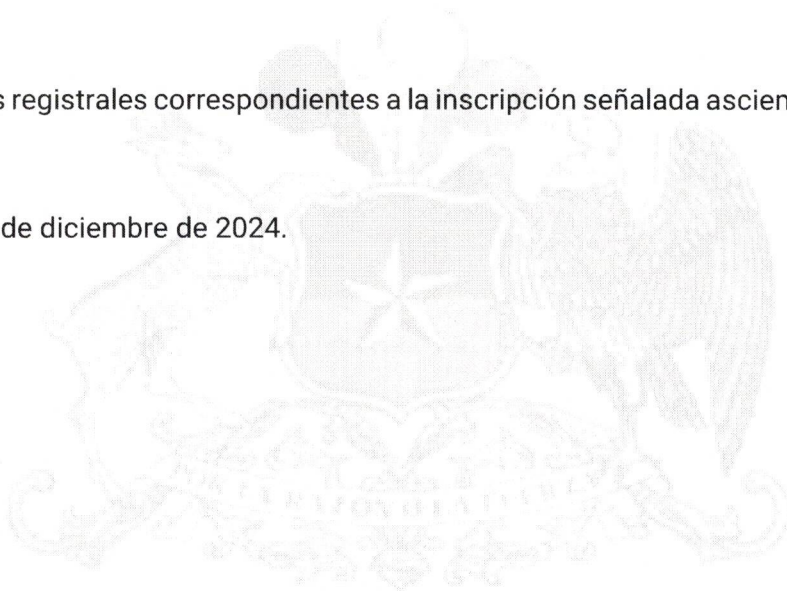 s registrales correspondientes a la inscripción señalada ascien
de diciembre de 2024.